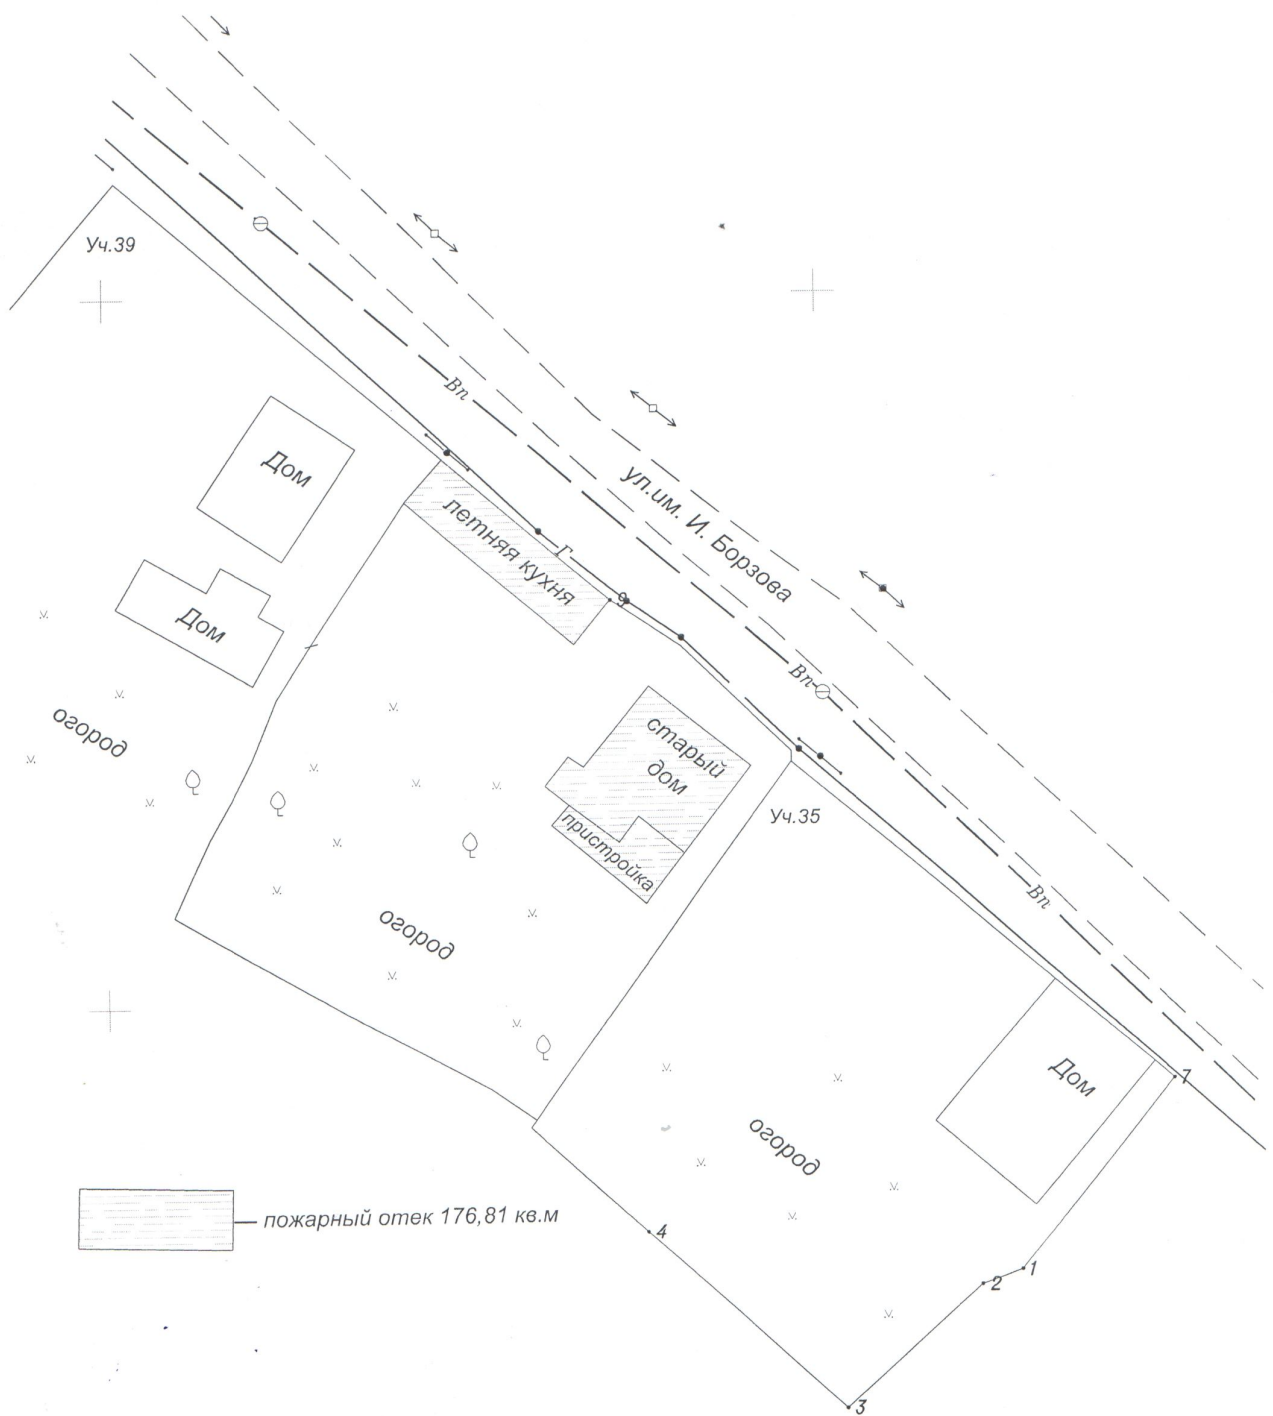 Уч.39
Вп
Дом
ул.им. И. Борзова
летняя кухня
Г
9
Дом
Вп
огород
старый
дом
Уч.35
пристройка
Вп
огород
Дом
7
огород
пожарный отек 176,81 кв.м
4
1
2
3